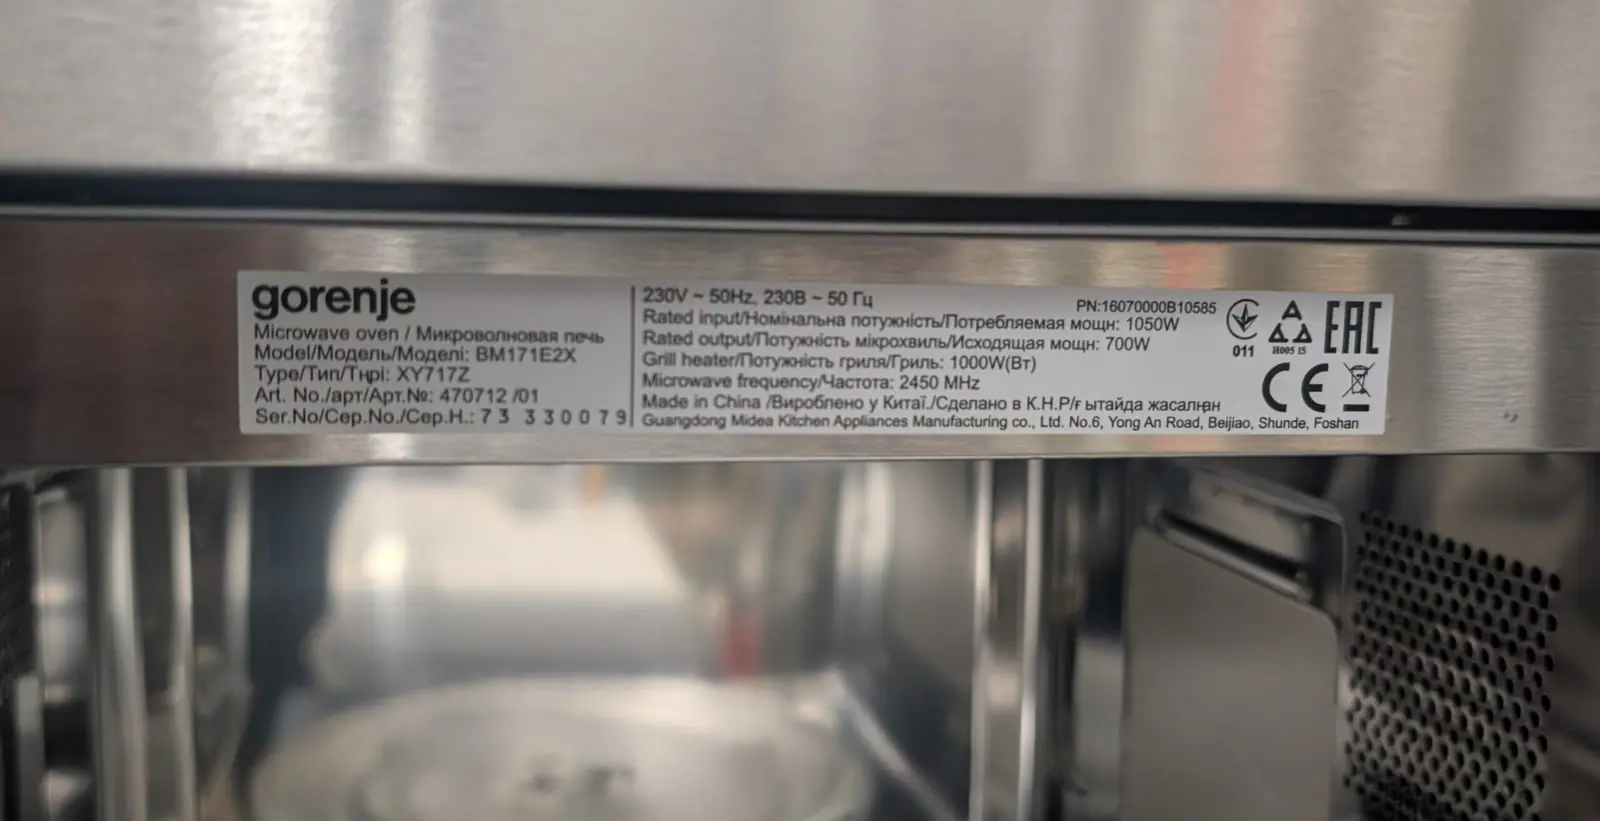 gorenje
Microwave oven / Микроволновая печь
Model/Модель/Моделі: BM171E2X
Type/Тип/Түрі: XY717Z
Art. No./арт/Арт.№: 470712 /01
Ser.No/Сер.No./Сер.Н.: 73 330079
230V ~ 50Hz, 230В ~ 50 Гц
PN:16070000B10585
Rated input/Номінальна потужність/Потребляемая мощн: 1050W
Rated output/Потужність мікрохвиль/Исходящая мощн: 700W
Grill heater/Потужність гриля/Гриль: 1000W(Вт)
Microwave frequency/Частота: 2450 MHz
Made in China /Вироблено у Китаї./Сделано в К.Н.Р/ғ ытайда жасалңан
Guangdong Midea Kitchen Appliances Manufacturing co., Ltd. No.6, Yong An Road, Beijiao, Shunde, Foshan
011
И005 15
EAC
CE